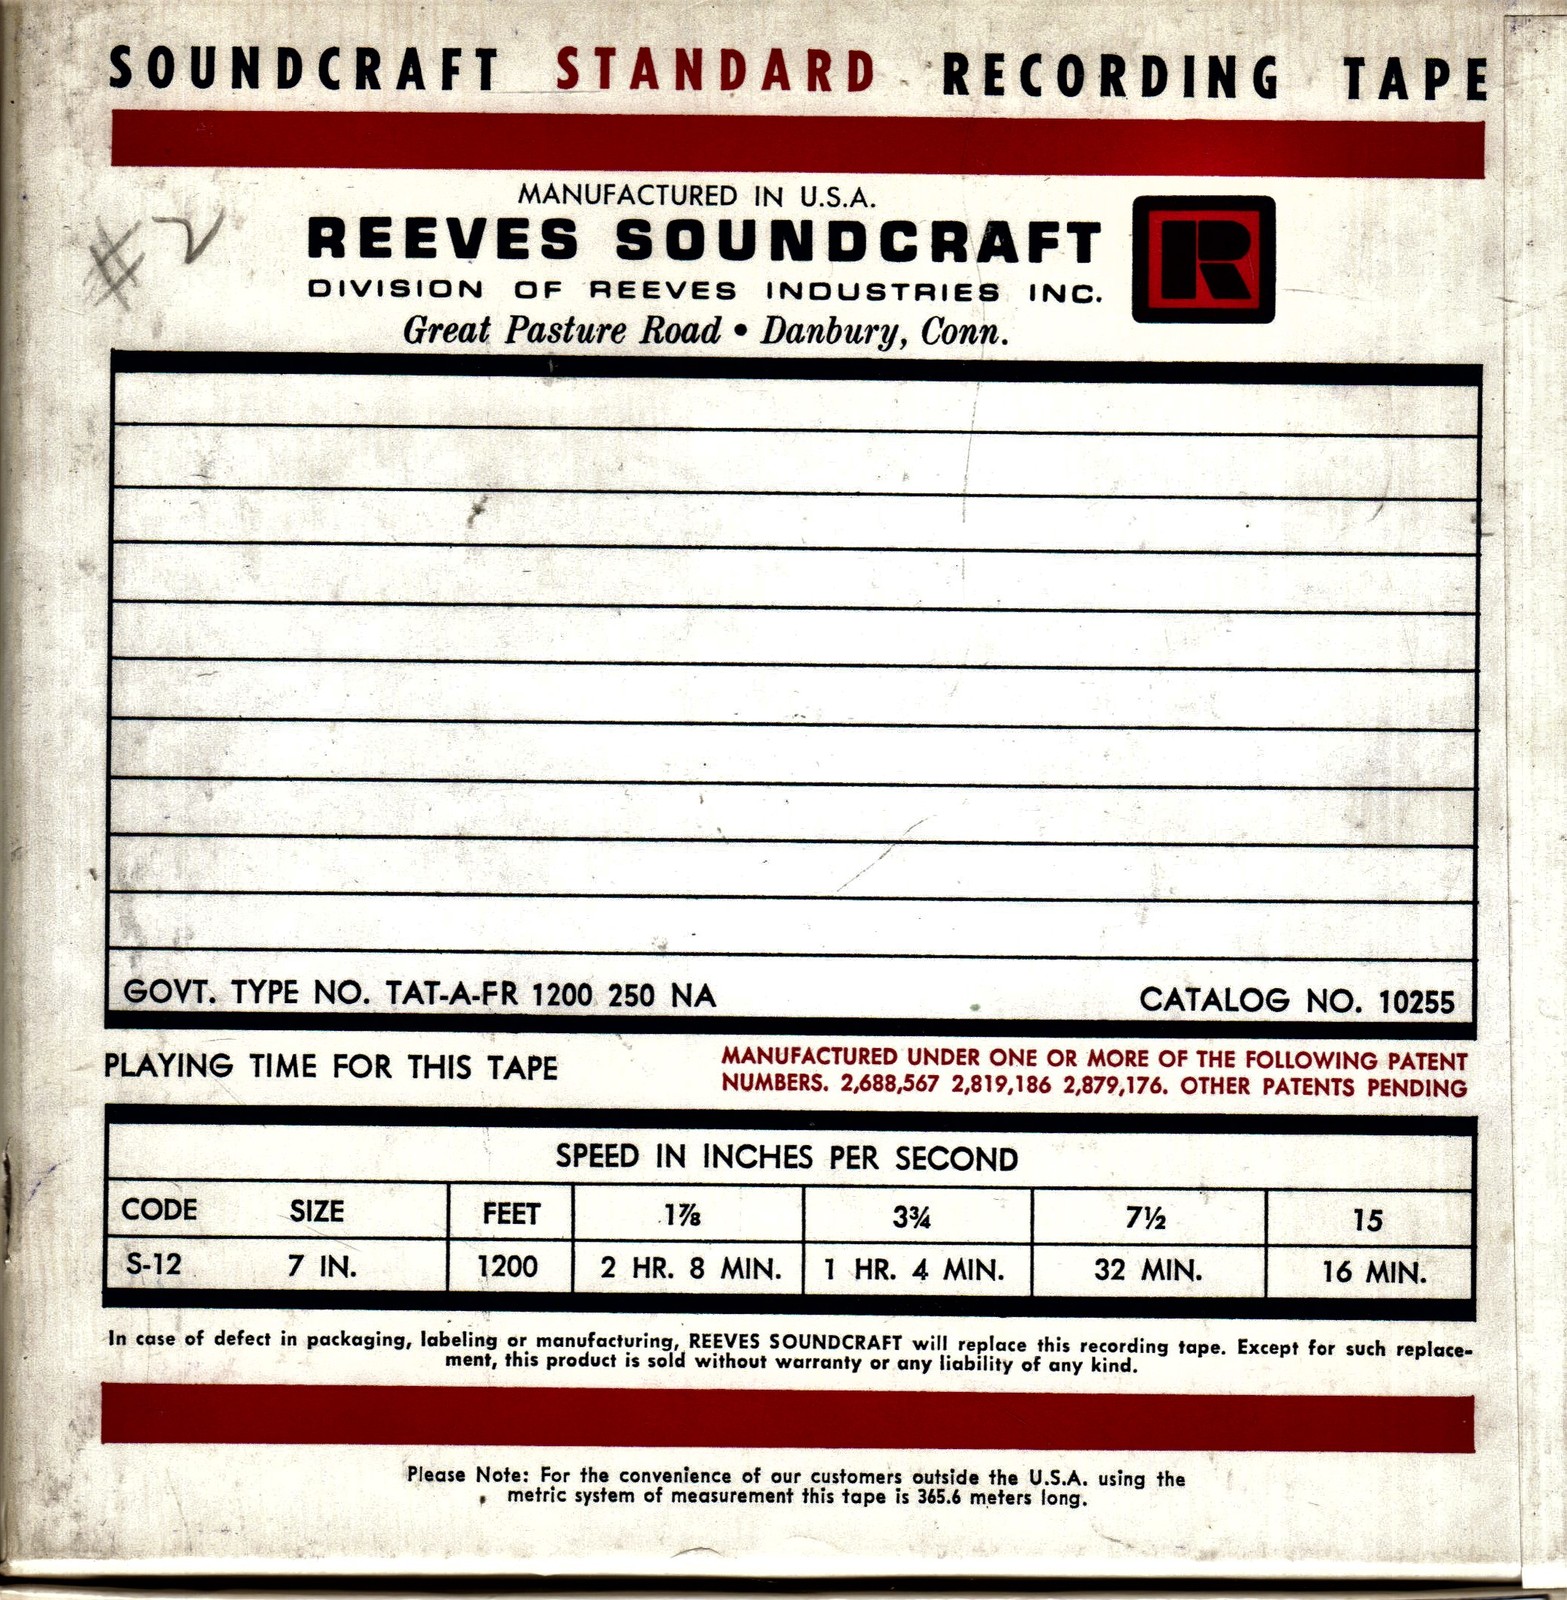 SOUNDCRAFT STANDARD RECORDING TAPE
MANUFACTURED IN U.S.A.
#2
REEVES SOUNDCRAFT
R
DIVISION OF REEVES INDUSTRIES INC.
Great Pasture Road • Danbury, Conn.
GOVT. TYPE NO. TAT-A-FR 1200 250 NA CATALOG NO. 10255
PLAYING TIME FOR THIS TAPE
MANUFACTURED UNDER ONE OR MORE OF THE FOLLOWING PATENT
NUMBERS. 2,688,567 2,819,186 2,879,176. OTHER PATENTS PENDING
SPEED IN INCHES PER SECOND
CODE SIZE FEET 1⅞ 3¾ 7½ 15
S-12 7 IN. 1200 2 HR. 8 MIN. 1 HR. 4 MIN. 32 MIN. 16 MIN.
In case of defect in packaging, labeling or manufacturing, REEVES SOUNDCRAFT will replace this recording tape. Except for such replace-
ment, this product is sold without warranty or any liability of any kind.
Please Note: For the convenience of our customers outside the U.S.A. using the
metric system of measurement this tape is 365.6 meters long.